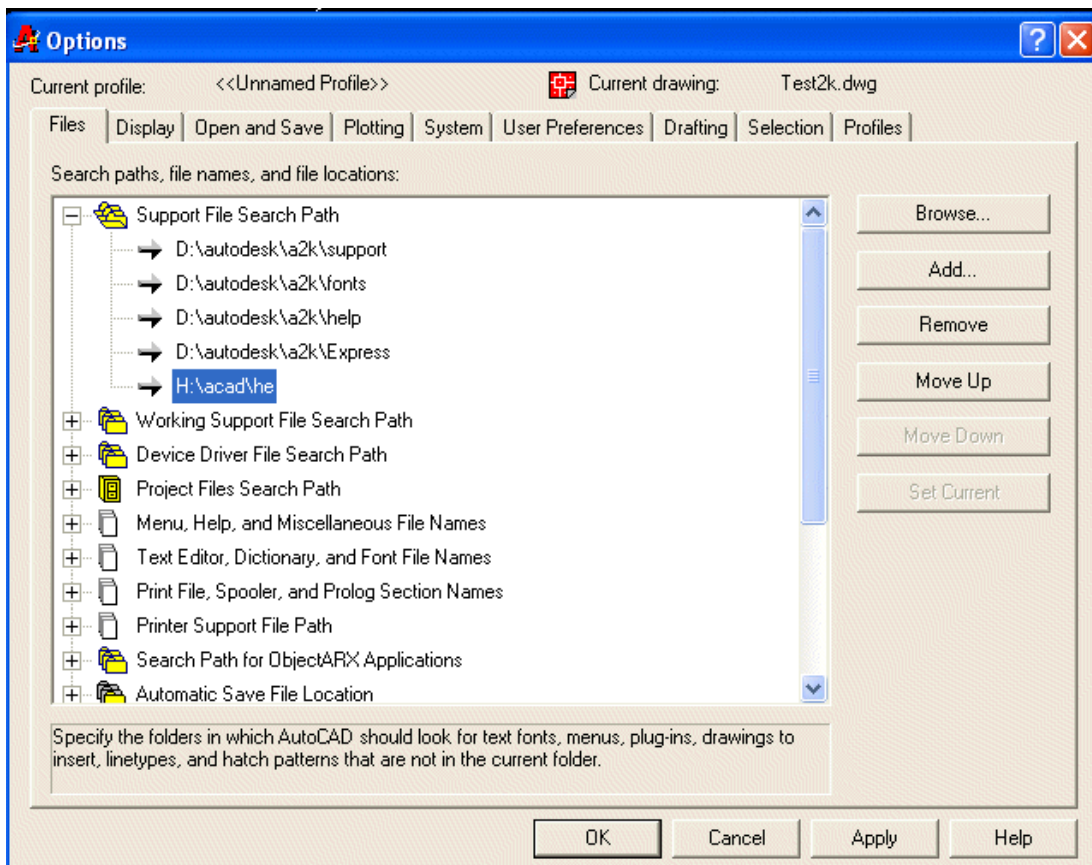 Options
Current profile: <<Unnamed Profile>> Current drawing: Test2k.dwg
Files Display Open and Save Plotting System User Preferences Drafting Selection Profiles
Search paths, file names, and file locations:
Support File Search Path
D:\autodesk\a2k\support
D:\autodesk\a2k\fonts
D:\autodesk\a2k\help
D:\autodesk\a2k\Express
H:\acad\he
Working Support File Search Path
Device Driver File Search Path
Project Files Search Path
Menu, Help, and Miscellaneous File Names
Text Editor, Dictionary, and Font File Names
Print File, Spooler, and Prolog Section Names
Printer Support File Path
Search Path for ObjectARX Applications
Automatic Save File Location
Browse...
Add...
Remove
Move Up
Move Down
Set Current
Specify the folders in which AutoCAD should look for text fonts, menus, plug-ins, drawings to
insert, linetypes, and hatch patterns that are not in the current folder.
OK Cancel Apply Help